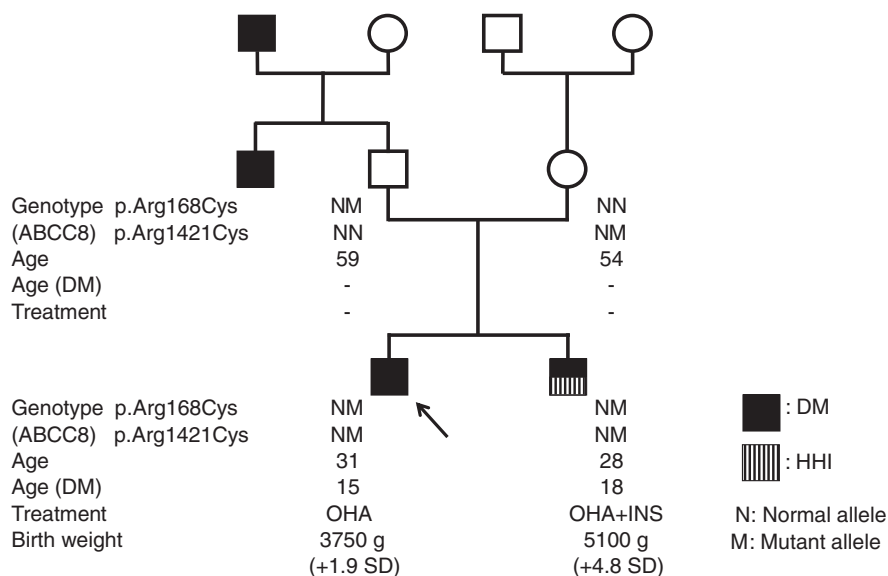 Genotype p.Arg168Cys NM NN
(ABCC8) p.Arg1421Cys NN NM
Age 59 54
Age (DM) - -
Treatment - -
Genotype p.Arg168Cys NM NM
(ABCC8) p.Arg1421Cys NM NM
Age 31 28
Age (DM) 15 18
Treatment OHA OHA+INS
Birth weight 3750 g 5100 g
(+1.9 SD) (+4.8 SD)
: DM
: HHI
N: Normal allele
M: Mutant allele